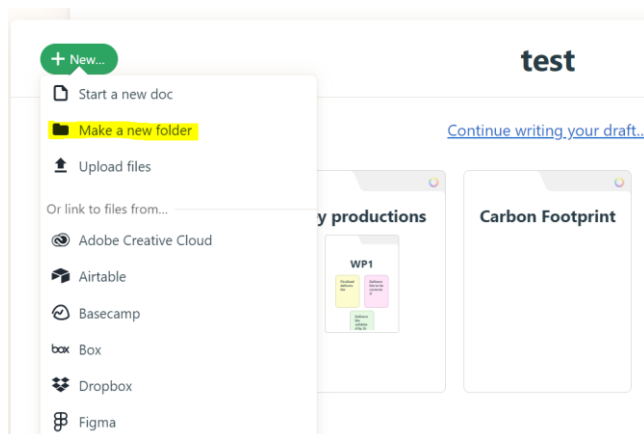 New...
test
Start a new doc
Make a new folder
Continue writing your draft...
Upload files
Or link to files from...
y productions
Carbon Footprint
Adobe Creative Cloud
WP1
Airtable
Basecamp
box Box
Dropbox
Figma